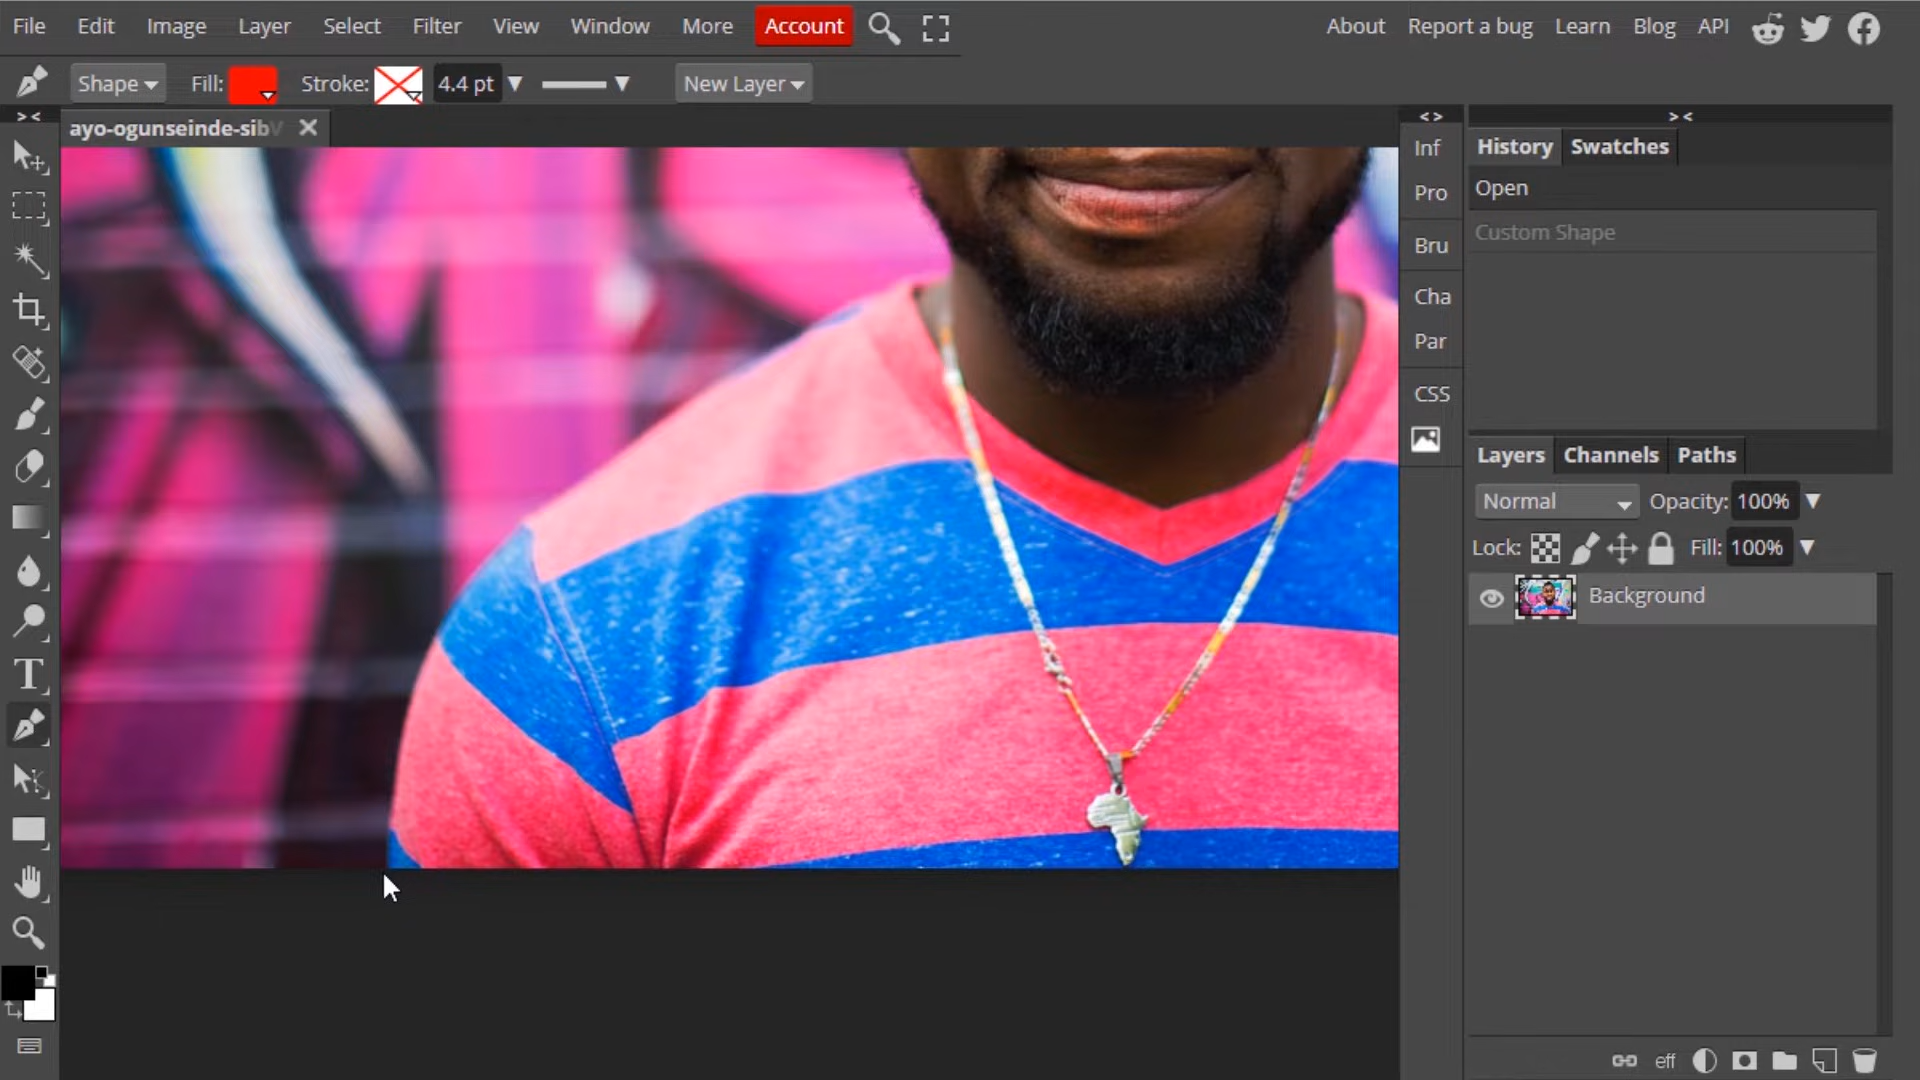 File Edit Image Layer Select Filter View Window More Account About Report a bug Learn Blog API
Shape Fill: Stroke: 4.4 pt New Layer
ayo-ogunseinde-sibV
Inf
Pro
Bru
Cha
Par
CSS
History Swatches
Open
Custom Shape
Layers Channels Paths
Normal Opacity: 100%
Lock: Fill: 100%
Background
eff